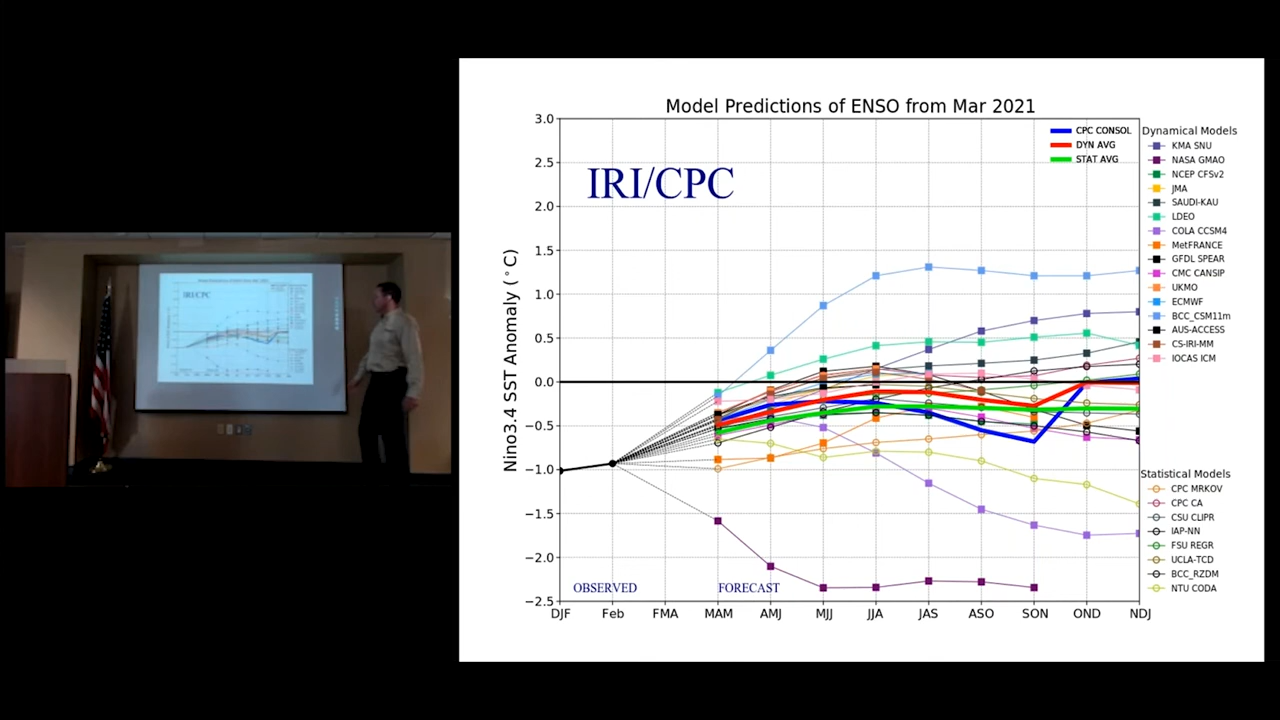 Model Predictions of ENSO from Mar 2021
IRI/CPC
CPC CONSOL
DYN AVG
STAT AVG
Dynamical Models
KMA SNU
NASA GMAO
NCEP CFSv2
JMA
SAUDI-KAU
LDEO
COLA CCSM4
MetFRANCE
GFDL SPEAR
CMC CANSIP
UKMO
ECMWF
BCC_CSM11m
AUS-ACCESS
CS-IRI-MM
IOCAS ICM
Statistical Models
CPC MRKOV
CPC CA
CSU CLIPR
IAP-NN
FSU REGR
UCLA-TCD
BCC_RZDM
NTU CODA
Nino3.4 SST Anomaly (°C)
3.0
2.5
2.0
1.5
1.0
0.5
0.0
−0.5
−1.0
−1.5
−2.0
−2.5
OBSERVED
FORECAST
DJF Feb FMA MAM AMJ MJJ JJA JAS ASO SON OND NDJ
IRI/CPC